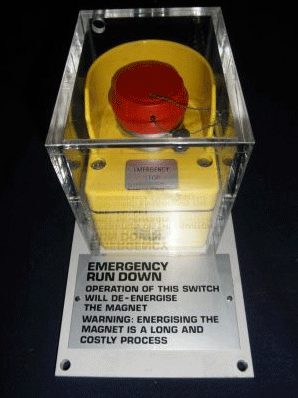 EMERGENCY
STOP
EMERGENCY
RUN DOWN
OPERATION OF THIS SWITCH
WILL DE-ENERGISE
THE MAGNET
WARNING: ENERGISING THE
MAGNET IS A LONG AND
COSTLY PROCESS